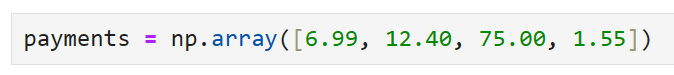 payments = np.array([6.99, 12.40, 75.00, 1.55])